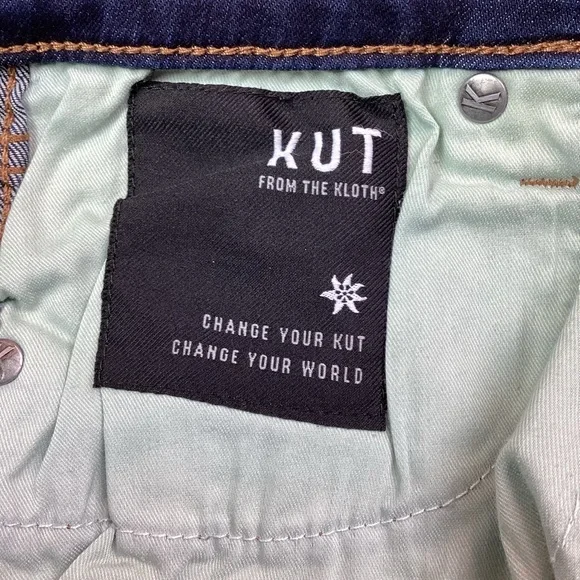 KUT
FROM THE KLOTH®
CHANGE YOUR KUT
CHANGE YOUR WORLD
K
K